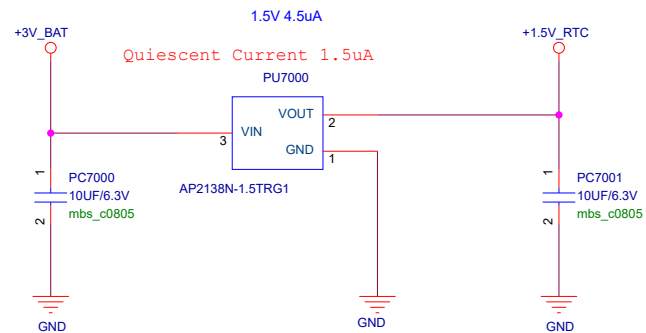 1.5V 4.5uA
+3V_BAT
+1.5V_RTC
Quiescent Current 1.5uA
PU7000
VOUT
2
VIN
3
GND
1
1
PC7000
10UF/6.3V
mbs_c0805
2
AP2138N-1.5TRG1
1
PC7001
10UF/6.3V
mbs_c0805
2
GND
GND
GND